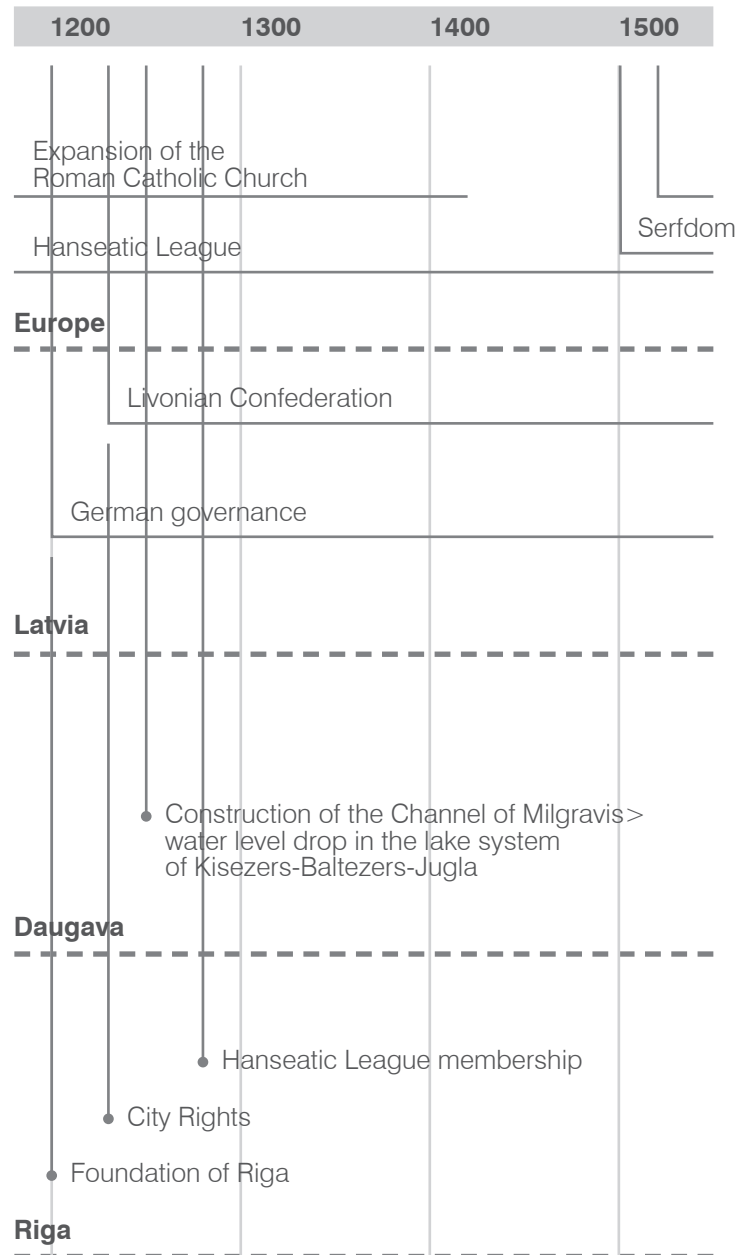 1200 1300 1400 1500
Expansion of the
Roman Catholic Church
Serfdom
Hanseatic League
Europe
Livonian Confederation
German governance
Latvia
Construction of the Channel of Milgravis>
water level drop in the lake system
of Kisezers-Baltezers-Jugla
Daugava
Hanseatic League membership
City Rights
Foundation of Riga
Riga